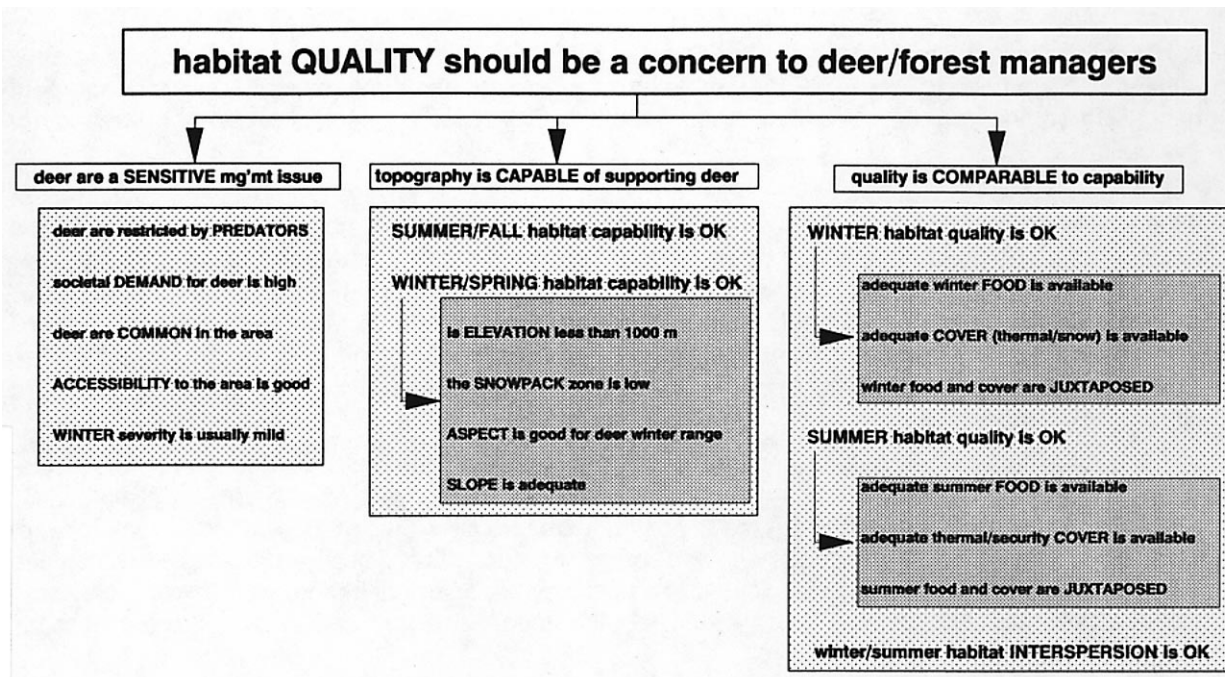 habitat QUALITY should be a concern to deer/forest managers
deer are a SENSITIVE mg'mt issue
deer are restricted by PREDATORS
societal DEMAND for deer is high
deer are COMMON in the area
ACCESSIBILITY to the area is good
WINTER severity is usually mild
topography is CAPABLE of supporting deer
SUMMER/FALL habitat capability is OK
WINTER/SPRING habitat capability is OK
is ELEVATION less than 1000 m
the SNOWPACK zone is low
ASPECT is good for deer winter range
SLOPE is adequate
quality is COMPARABLE to capability
WINTER habitat quality is OK
adequate winter FOOD is available
adequate COVER (thermal/snow) is available
winter food and cover are JUXTAPOSED
SUMMER habitat quality is OK
adequate summer FOOD is available
adequate thermal/security COVER is available
summer food and cover are JUXTAPOSED
winter/summer habitat INTERSPERSION is OK